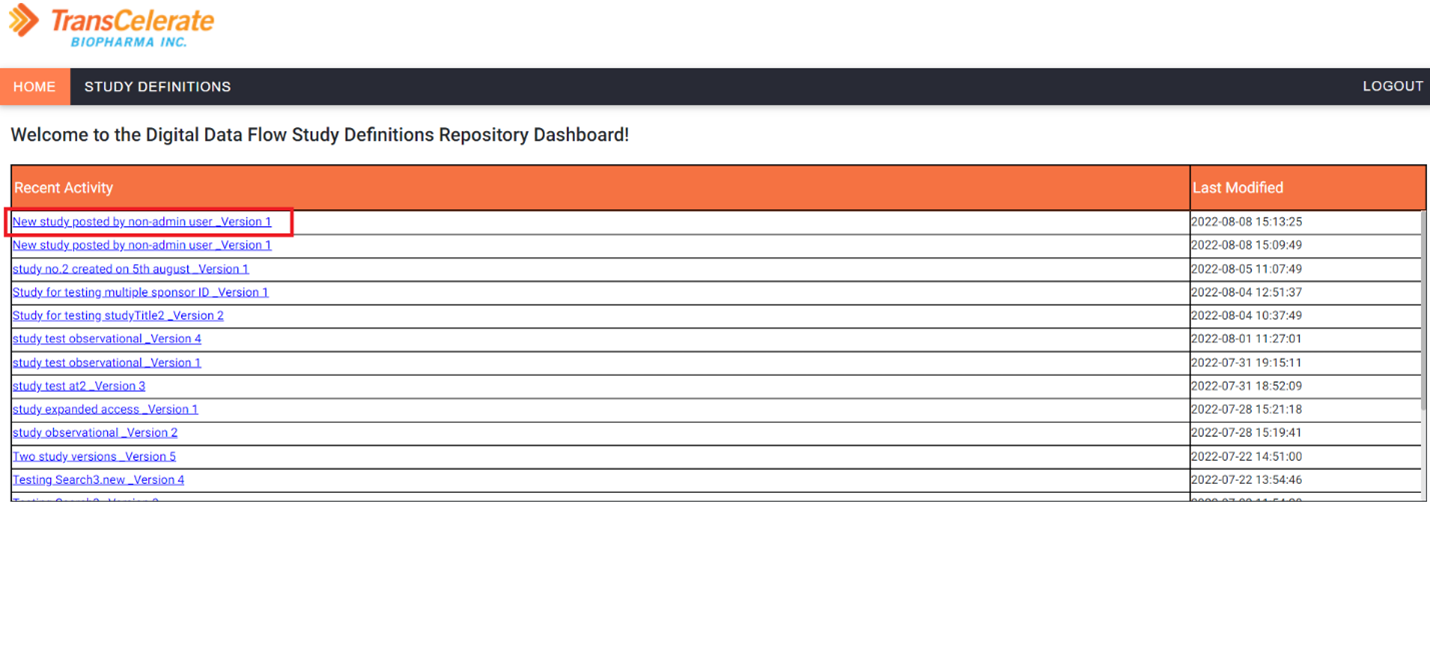 TransCelerate
BIOPHARMA INC.
HOME STUDY DEFINITIONS LOGOUT
Welcome to the Digital Data Flow Study Definitions Repository Dashboard!
Recent Activity Last Modified
New study posted by non-admin user _Version 1 2022-08-08 15:13:25
New study posted by non-admin user _Version 1 2022-08-08 15:09:49
study no.2 created on 5th august _Version 1 2022-08-05 11:07:49
Study for testing multiple sponsor ID _Version 1 2022-08-04 12:51:37
Study for testing studyTitle2 _Version 2 2022-08-04 10:37:49
study test observational _Version 4 2022-08-01 11:27:01
study test observational _Version 1 2022-07-31 19:15:11
study test at2 _Version 3 2022-07-31 18:52:09
study expanded access _Version 1 2022-07-28 15:21:18
study observational _Version 2 2022-07-28 15:19:41
Two study versions _Version 5 2022-07-22 14:51:00
Testing Search3.new _Version 4 2022-07-22 13:54:46